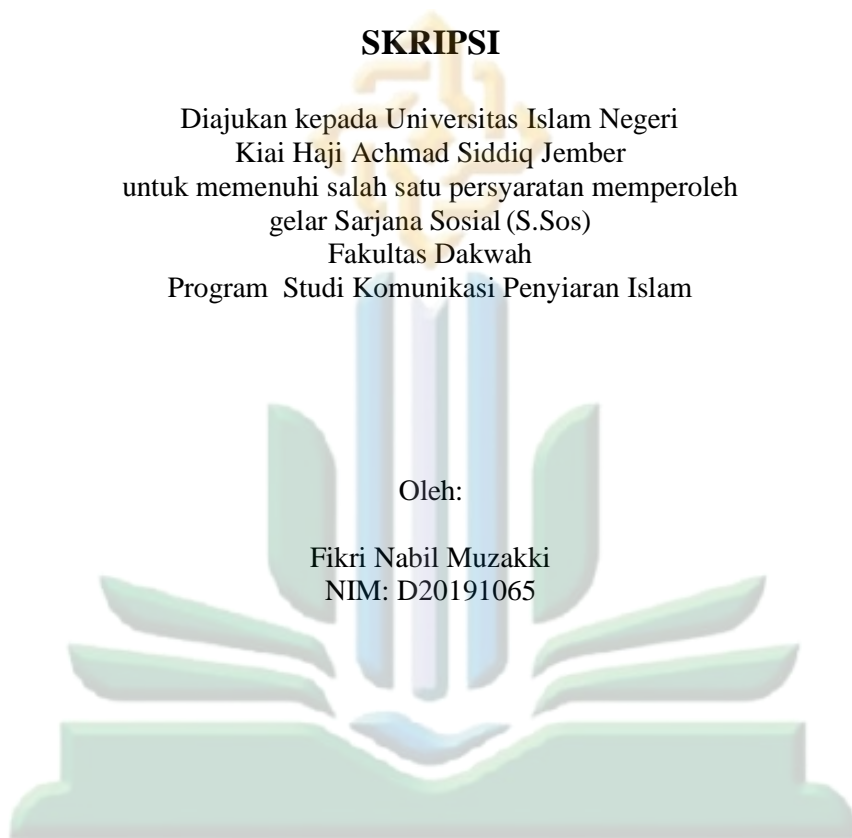 SKRIPSI
Diajukan kepada Universitas Islam Negeri
Kiai Haji Achmad Siddiq Jember
untuk memenuhi salah satu persyaratan memperoleh
gelar Sarjana Sosial (S.Sos)
Fakultas Dakwah
Program Studi Komunikasi Penyiaran Islam
Oleh:
Fikri Nabil Muzakki
NIM: D20191065